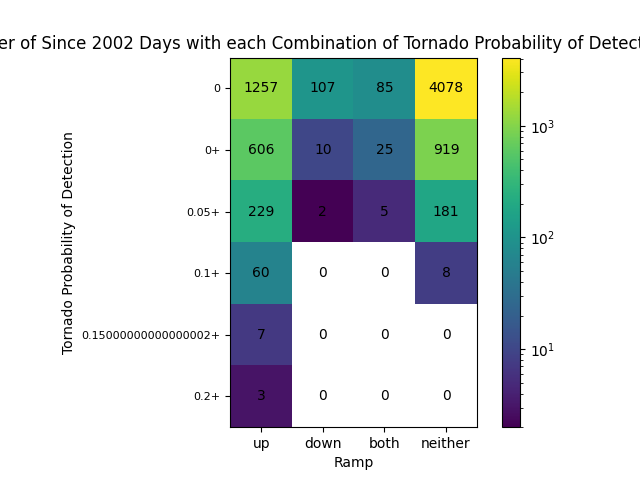 er of Since 2002 Days with each Combination of Tornado Probability of Detect
0 1257 107 85 4078
0+ 606 10 25 919
0.05+ 229 2 5 181
0.1+ 60 0 0 8
0.15000000000000002+ 7 0 0 0
0.2+ 3 0 0 0
up down both neither
Ramp
Tornado Probability of Detection
10³
10²
10¹